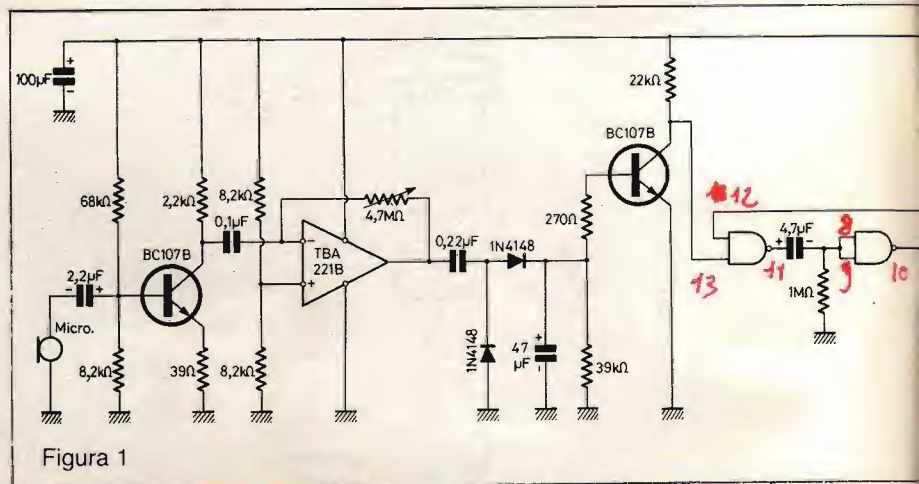 100µF
+
-
68kΩ
2,2kΩ
8,2kΩ
22kΩ
BC107B
4,7MΩ
0,1µF
0,22µF
1N4148
270Ω
12
+ 4,7µF -
8
BC107B
TBA
221B
-
+
2,2µF
- +
13
11
9
10
1MΩ
Micro.
8,2kΩ
39Ω
8,2kΩ
1N4148
+
47
µF
-
39kΩ
Figura 1